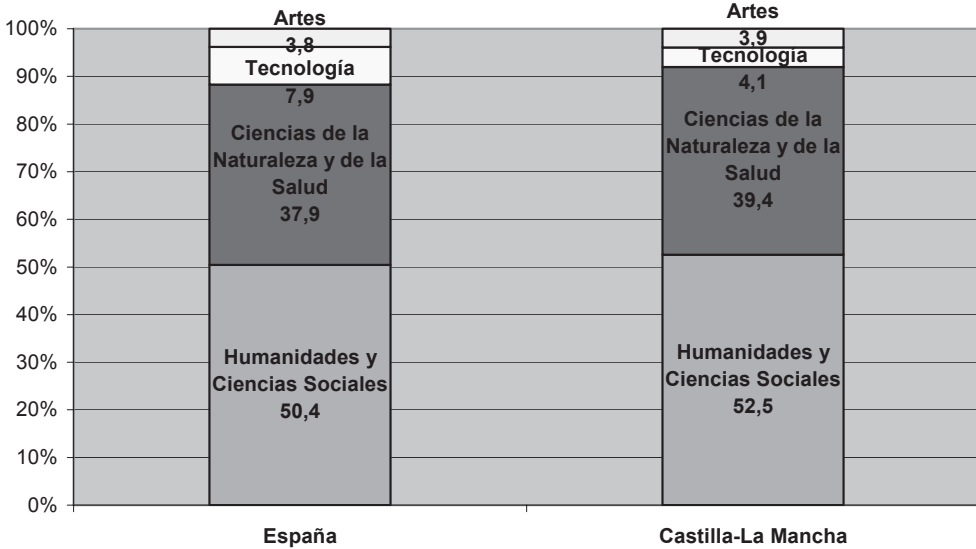 100%
90%
80%
70%
60%
50%
40%
30%
20%
10%
0%
Artes
3,8
Tecnología
7,9
Ciencias de la
Naturaleza y de la
Salud
37,9
Humanidades y
Ciencias Sociales
50,4
Artes
3,9
Tecnología
4,1
Ciencias de la
Naturaleza y de la
Salud
39,4
Humanidades y
Ciencias Sociales
52,5
España
Castilla-La Mancha